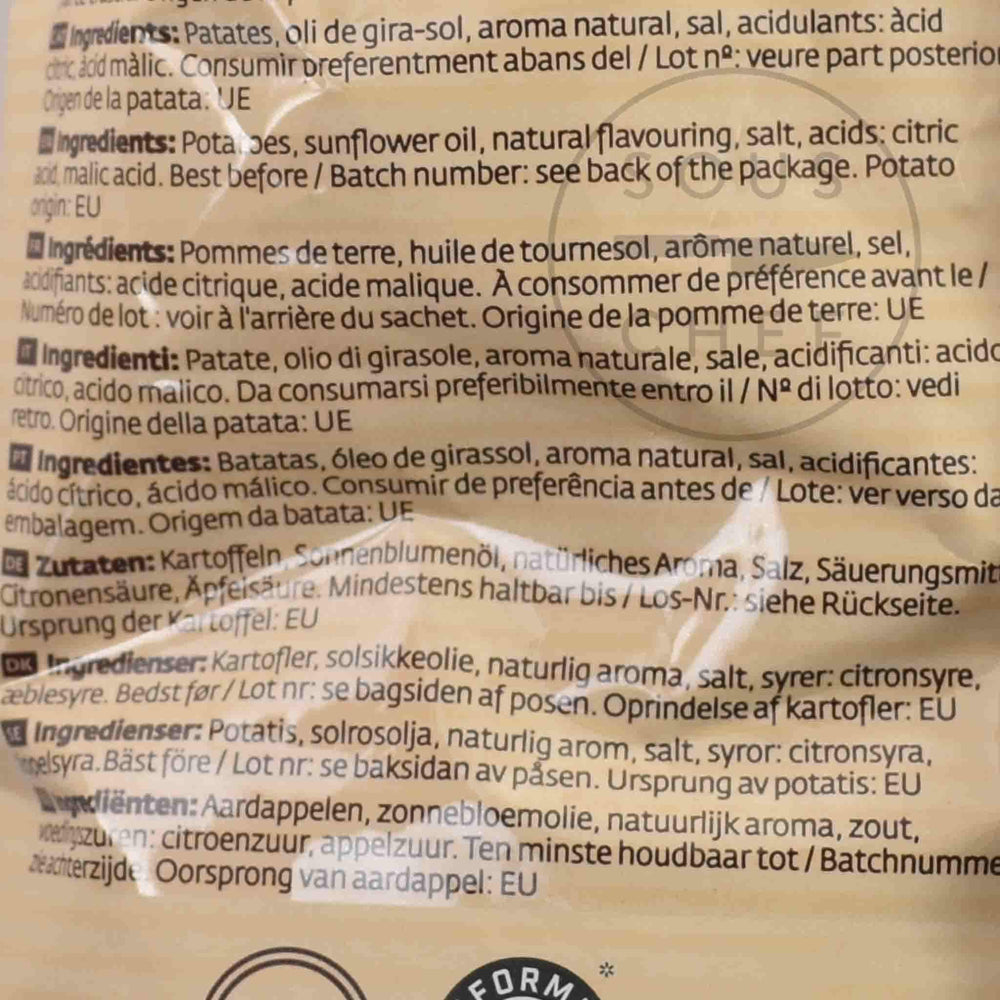 Ingredients: Patates, oli de gira-sol, aroma natural, sal, acidulants: àcid
cítric, àcid màlic. Consumir preferentment abans del / Lot nº: veure part posterior
Origen de la patata: UE
Ingredients: Potatoes, sunflower oil, natural flavouring, salt, acids: citric
acid, malic acid. Best before / Batch number: see back of the package. Potato
origin: EU
FR Ingrédients: Pommes de terre, huile de tournesol, arôme naturel, sel,
acidifiants: acide citrique, acide malique. À consommer de préférence avant le /
Numéro de lot : voir à l'arrière du sachet. Origine de la pomme de terre: UE
IT Ingredienti: Patate, olio di girasole, aroma naturale, sale, acidificanti: acido
citrico, acido malico. Da consumarsi preferibilmente entro il / Nº di lotto: vedi
retro. Origine della patata: UE
PT Ingredientes: Batatas, óleo de girassol, aroma natural, sal, acidificantes:
ácido cítrico, ácido málico. Consumir de preferência antes de / Lote: ver verso da
embalagem. Origem da batata: UE
DE Zutaten: Kartoffeln, Sonnenblumenöl, natürliches Aroma, Salz, Säuerungsmit
Citronensäure, Äpfelsäure. Mindestens haltbar bis / Los-Nr.: siehe Rückseite.
Ursprung der Kartoffel: EU
DK Ingredienser: Kartofler, solsikkeolie, naturlig aroma, salt, syrer: citronsyre,
æblesyre. Bedst før / Lot nr: se bagsiden af posen. Oprindelse af kartofler: EU
SE Ingredienser: Potatis, solrosolja, naturlig arom, salt, syror: citronsyra,
äppelsyra. Bäst före / Lot nr: se baksidan av påsen. Ursprung av potatis: EU
Ingrediënten: Aardappelen, zonnebloemolie, natuurlijk aroma, zout,
voedingszuren: citroenzuur, appelzuur. Ten minste houdbaar tot / Batchnumme
zie achterzijde. Oorsprong van aardappel: EU
SOUS
CHEF
FORM *